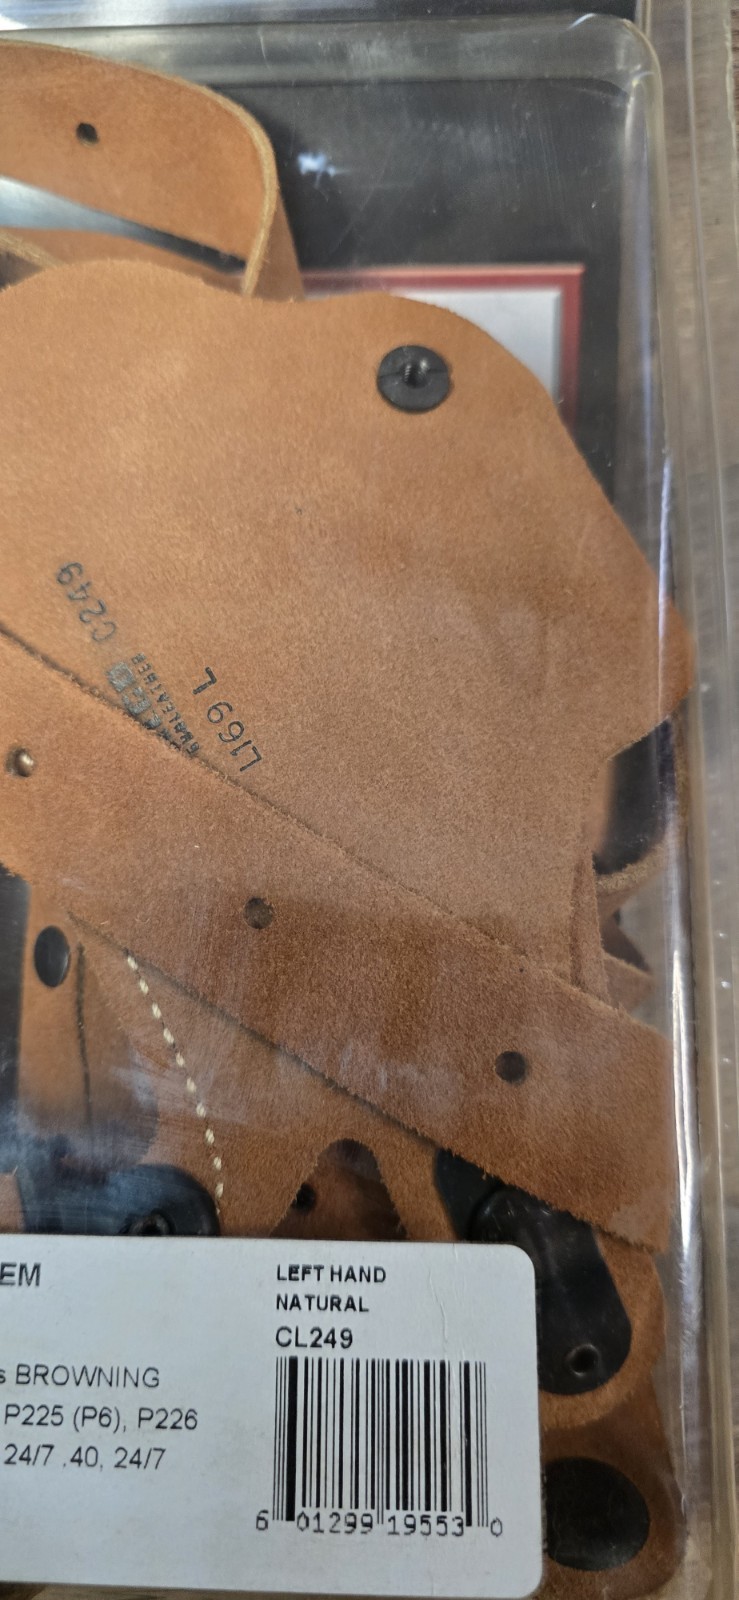 C249
L169 L
EM
LEFT HAND
NATURAL
CL249
s BROWNING
P225 (P6), P226
24/7 .40, 24/7
6 01299 19553 0